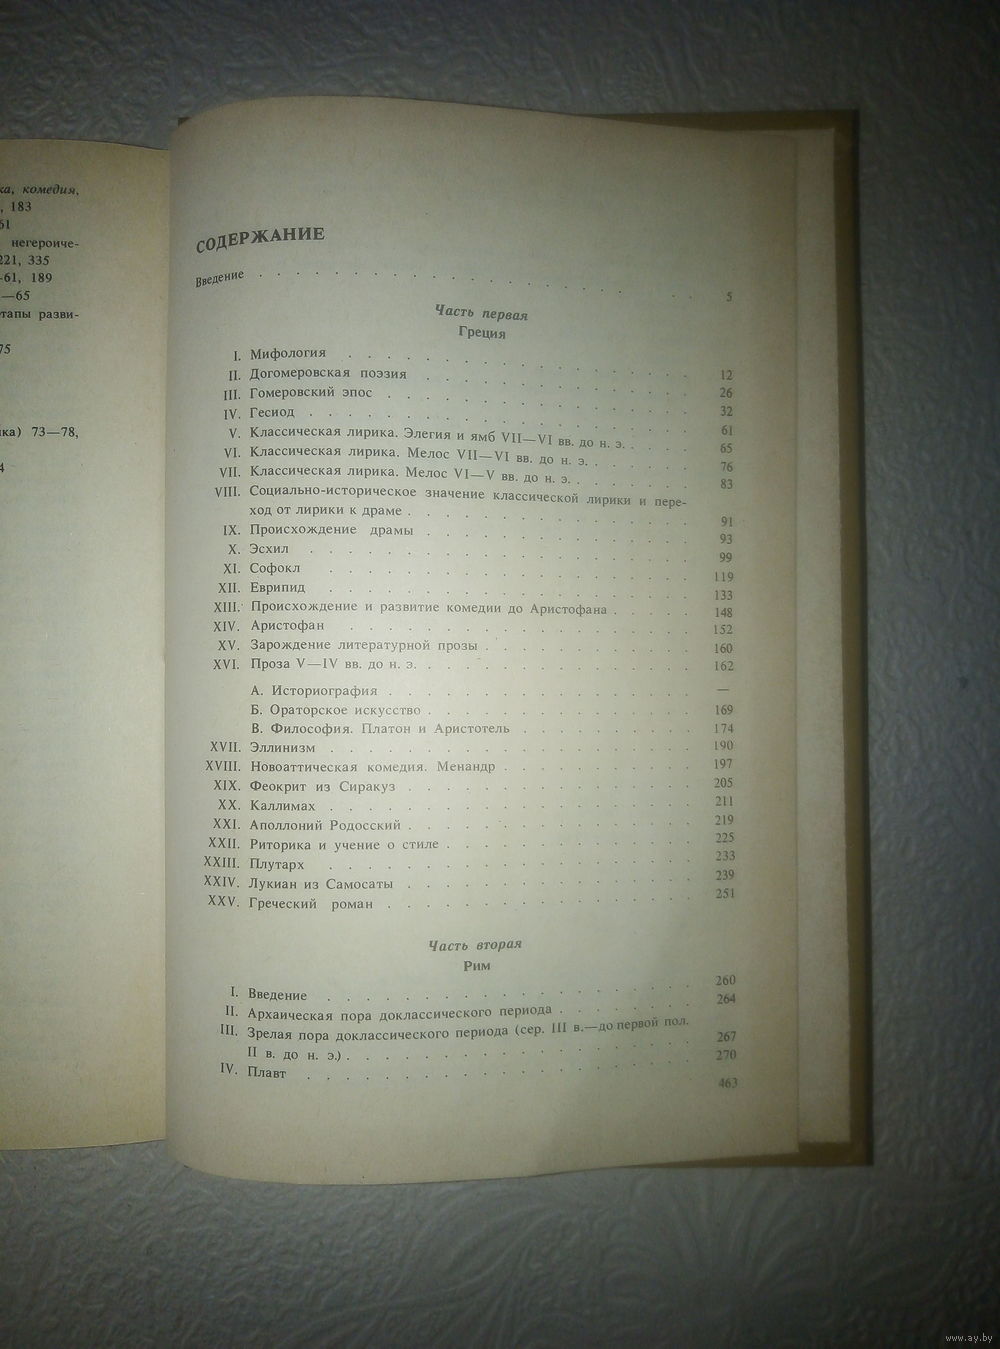 ка, комедия,
, 183
61
негероиче-
221, 335
-61, 189
—65
тапы разви-
75
ика) 73—78,
4
СОДЕРЖАНИЕ
Введение . . . . . . . . . . . . . . . . . . 5
Часть первая
Греция
I. Мифология . . . . . . . . . . . . . . . . 12
II. Догомеровская поэзия . . . . . . . . . . . . 26
III. Гомеровский эпос . . . . . . . . . . . . . . 32
IV. Гесиод . . . . . . . . . . . . . . . . . . 61
V. Классическая лирика. Элегия и ямб VII—VI вв. до н. э. . . . 65
VI. Классическая лирика. Мелос VII—VI вв. до н. э. . . . . . 76
VII. Классическая лирика. Мелос VI—V вв. до н. э. . . . . . 83
VIII. Социально-историческое значение классической лирики и пере-
ход от лирики к драме . . . . . . . . . . . . 91
IX. Происхождение драмы . . . . . . . . . . . . 93
X. Эсхил . . . . . . . . . . . . . . . . . . 99
XI. Софокл . . . . . . . . . . . . . . . . . 119
XII. Еврипид . . . . . . . . . . . . . . . . . 133
XIII. Происхождение и развитие комедии до Аристофана . . . . 148
XIV. Аристофан . . . . . . . . . . . . . . . . 152
XV. Зарождение литературной прозы . . . . . . . . . 160
XVI. Проза V—IV вв. до н. э. . . . . . . . . . . . 162
А. Историография . . . . . . . . . . . . . . —
Б. Ораторское искусство . . . . . . . . . . . . 169
В. Философия. Платон и Аристотель . . . . . . . . 174
XVII. Эллинизм . . . . . . . . . . . . . . . . . 190
XVIII. Новоаттическая комедия. Менандр . . . . . . . . . 197
XIX. Феокрит из Сиракуз . . . . . . . . . . . . . 205
XX. Каллимах . . . . . . . . . . . . . . . . . 211
XXI. Аполлоний Родосский . . . . . . . . . . . . . 219
XXII. Риторика и учение о стиле . . . . . . . . . . . 225
XXIII. Плутарх . . . . . . . . . . . . . . . . . 233
XXIV. Лукиан из Самосаты . . . . . . . . . . . . . 239
XXV. Греческий роман . . . . . . . . . . . . . . 251
Часть вторая
Рим
I. Введение . . . . . . . . . . . . . . . . . 260
II. Архаическая пора доклассического периода . . . . . . 264
III. Зрелая пора доклассического периода (сер. III в.—до первой пол.
II в. до н. э.) . . . . . . . . . . . . . . . 267
IV. Плавт . . . . . . . . . . . . . . . . . . 270
463
www.ay.by